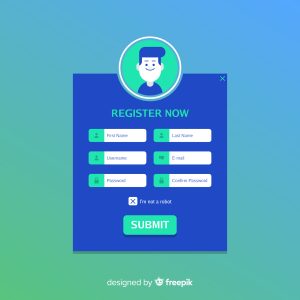 REGISTER NOW
First Name Last Name
Username E-mail
Password Confirm Password
I'm not a robot
SUBMIT
designed by freepik